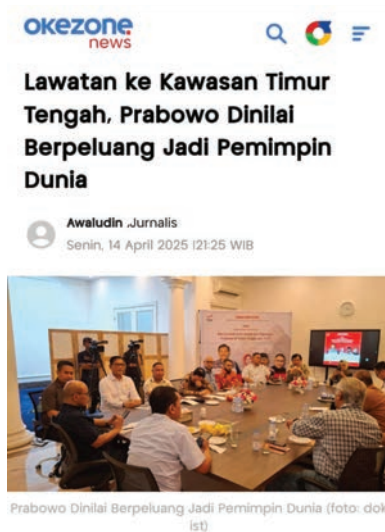 okezone
news
Lawatan ke Kawasan Timur
Tengah, Prabowo Dinilai
Berpeluang Jadi Pemimpin
Dunia
Awaludin ,Jurnalis
Senin, 14 April 2025 |21:25 WIB
Prabowo Dinilai Berpeluang Jadi Pemimpin Dunia (foto: dok
ist)